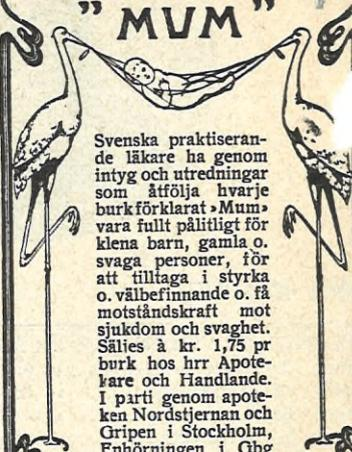 "MUM"
Svenska praktiseran-
de läkare ha genom
intyg och utredningar
som åtfölja hvarje
burk förklarat »Mum»
vara fullt pålitligt för
klena barn, gamla o.
svaga personer, för
att tilltaga i styrka
o. välbefinnande o. få
motståndskraft mot
sjukdom och svaghet.
Säljes à kr. 1,75 pr
burk hos hrr Apote-
kare och Handlande.
I parti genom apote-
ken Nordstjernan och
Gripen i Stockholm,
Enhörningen i Gbg